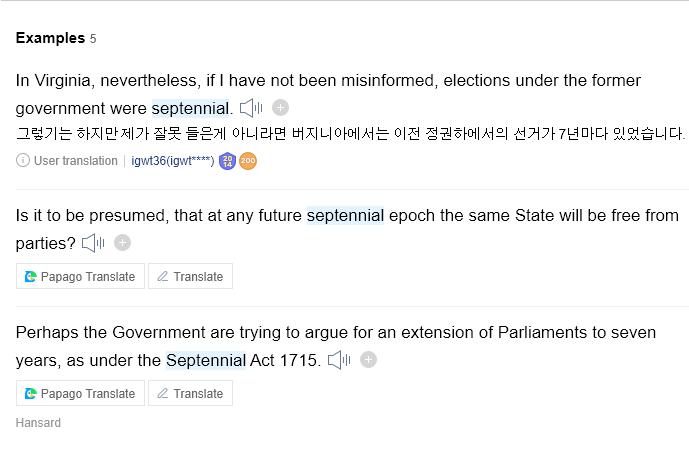 Examples 5
In Virginia, nevertheless, if I have not been misinformed, elections under the former
government were septennial.
그렇기는 하지만 제가 잘못 들은게 아니라면 버지니아에서는 이전 정권하에서의 선거가 7년마다 있었습니다.
User translation | igwt36(igwt****) 20 14 200
Is it to be presumed, that at any future septennial epoch the same State will be free from
parties?
Papago Translate Translate
Perhaps the Government are trying to argue for an extension of Parliaments to seven
years, as under the Septennial Act 1715.
Papago Translate Translate
Hansard